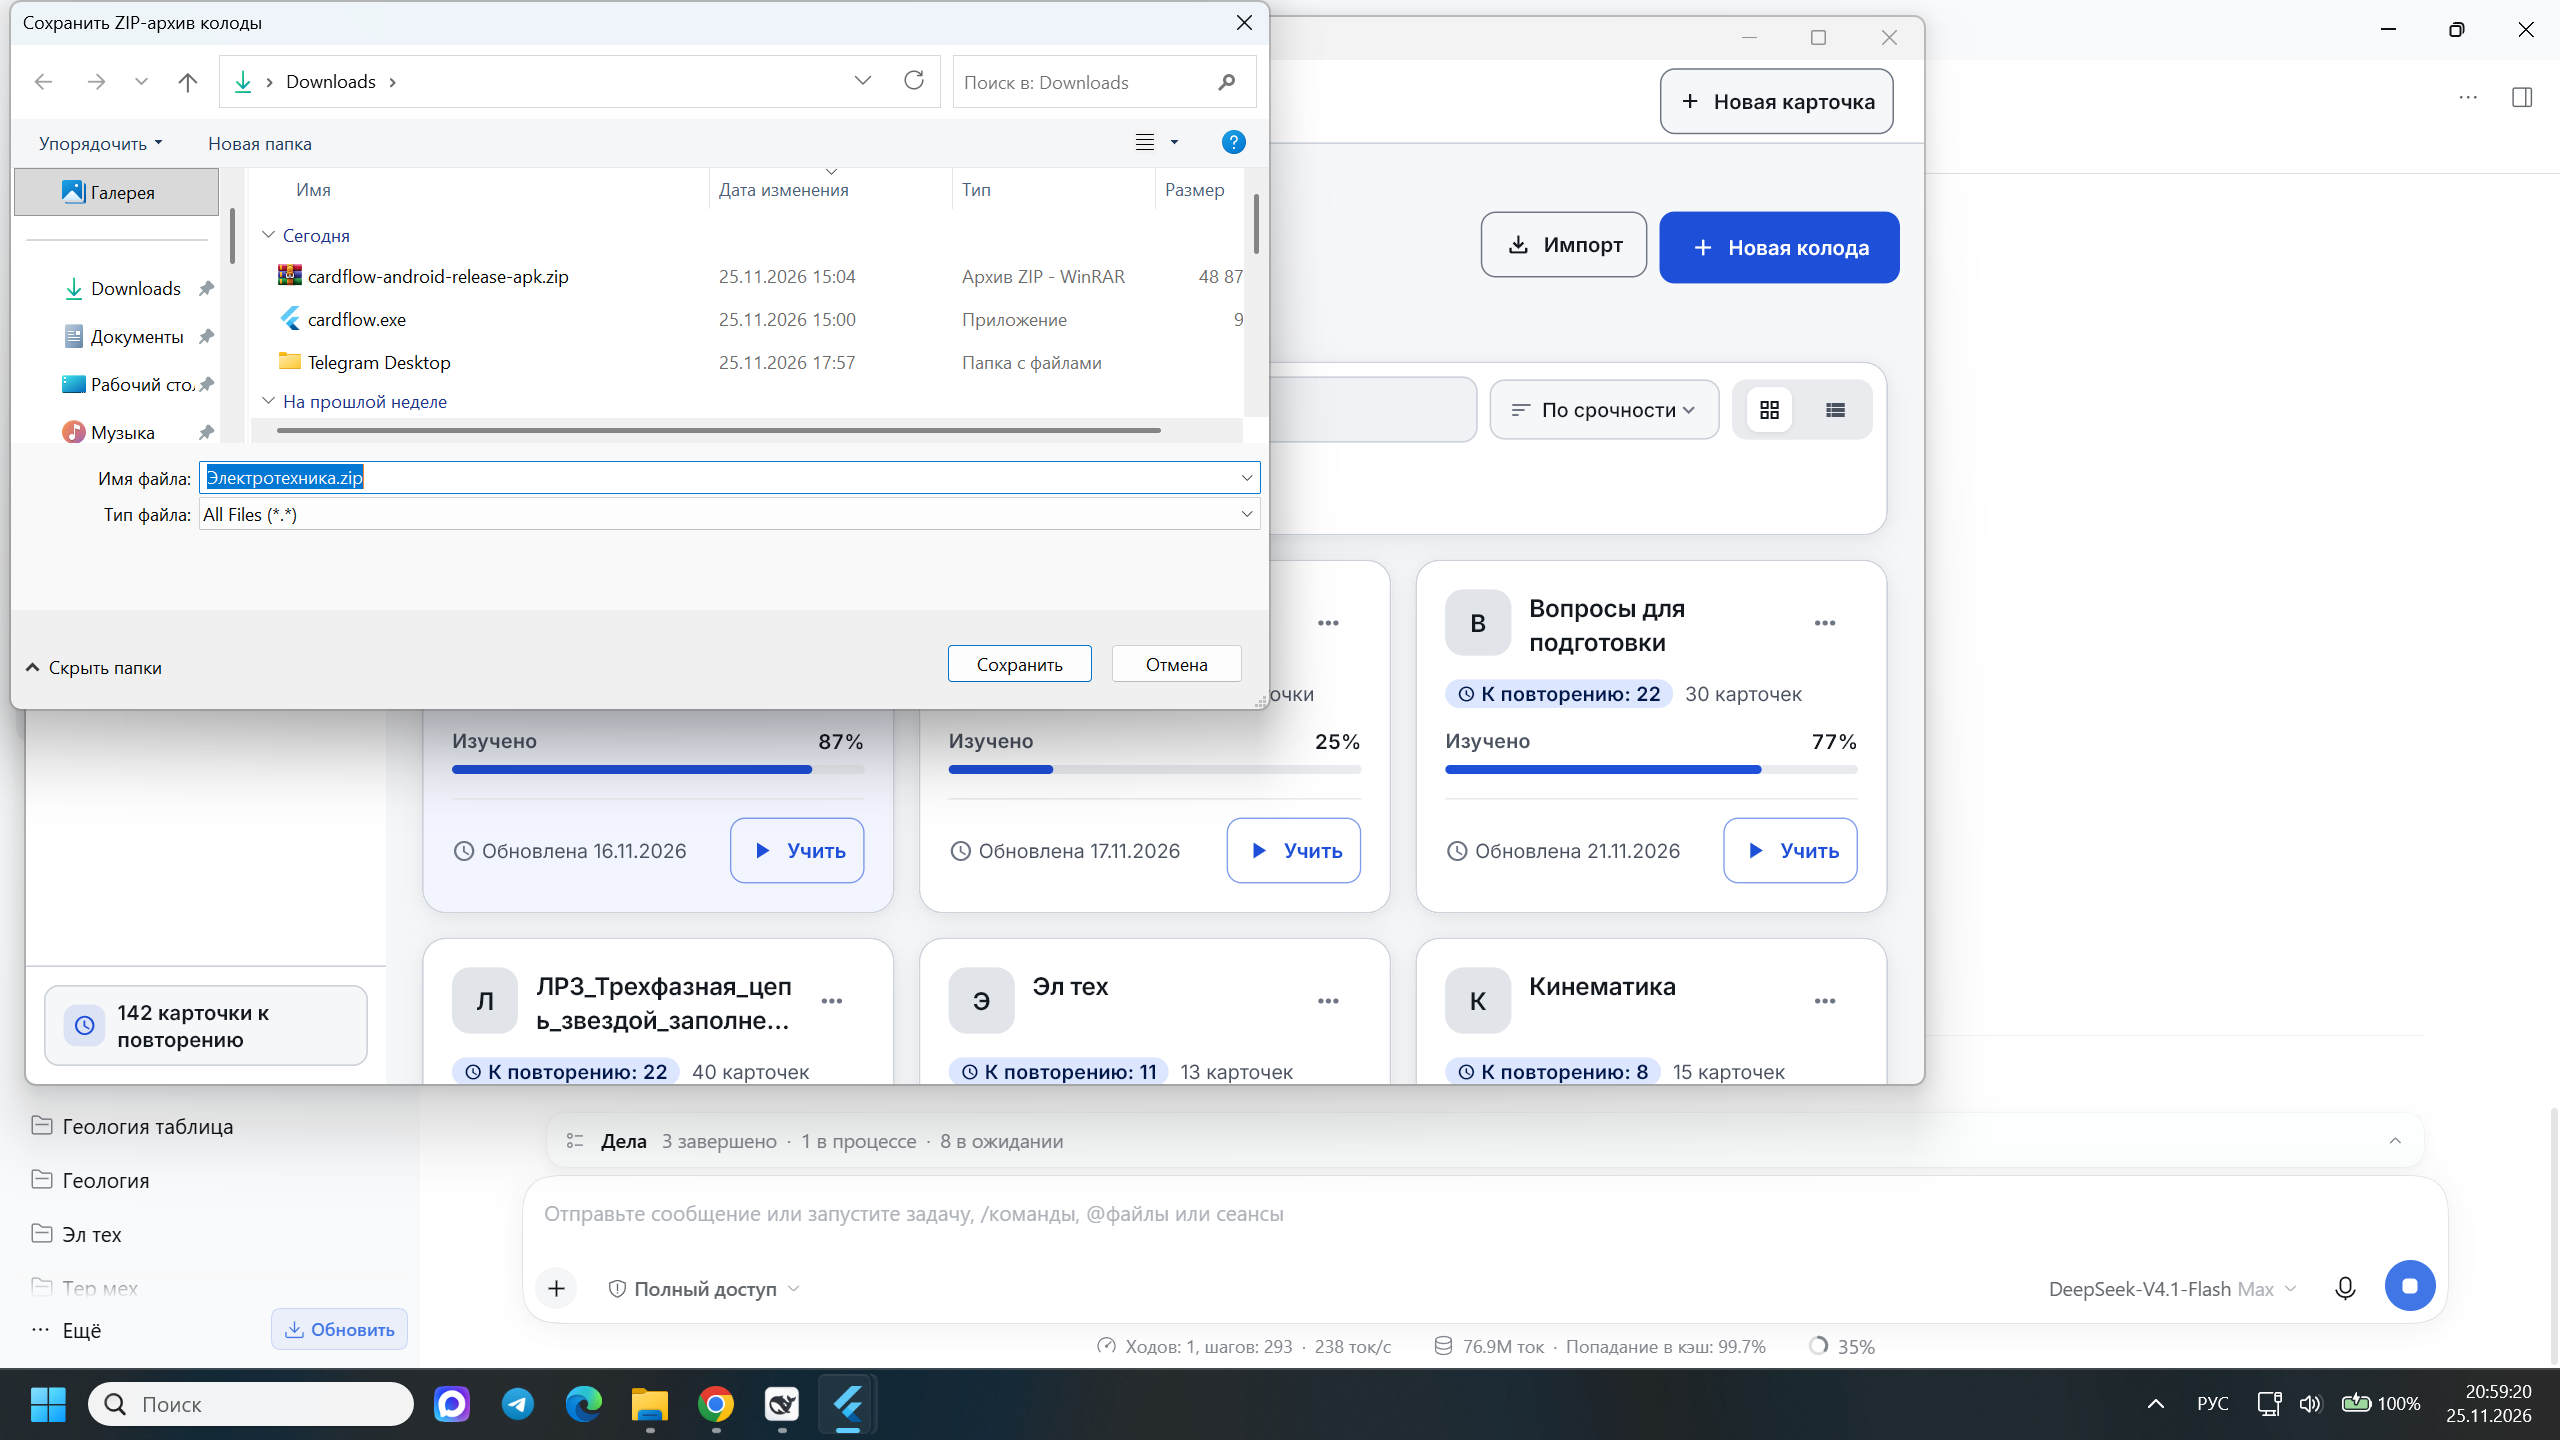 Сохранить ZIP-архив колоды
Downloads
Поиск в: Downloads
Упорядочить
Новая папка
Галерея
Downloads
Документы
Рабочий сто
Музыка
Имя
Дата изменения
Тип
Размер
Сегодня
cardflow-android-release-apk.zip 25.11.2026 15:04 Архив ZIP - WinRAR 48 87
cardflow.exe 25.11.2026 15:00 Приложение 9
Telegram Desktop 25.11.2026 17:57 Папка с файлами
На прошлой неделе
Имя файла: Электротехника.zip
Тип файла: All Files (*.*)
Скрыть папки
Сохранить
Отмена
+ Новая карточка
Импорт
+ Новая колода
По срочности
очки
Изучено 87%
Обновлена 16.11.2026
Учить
Изучено 25%
Обновлена 17.11.2026
Учить
В
Вопросы для
подготовки
К повторению: 22 30 карточек
Изучено 77%
Обновлена 21.11.2026
Учить
Л
ЛР3_Трехфазная_цеп
ь_звездой_заполне...
К повторению: 22 40 карточек
Э
Эл тех
К повторению: 11 13 карточек
К
Кинематика
К повторению: 8 15 карточек
142 карточки к
повторению
Геология таблица
Геология
Эл тех
Тер мех
Ещё
Обновить
Дела 3 завершено · 1 в процессе · 8 в ожидании
Отправьте сообщение или запустите задачу, /команды, @файлы или сеансы
Полный доступ
DeepSeek-V4.1-Flash Max
Ходов: 1, шагов: 293 · 238 ток/с
76.9M ток · Попадание в кэш: 99.7%
35%
Поиск
РУС
100%
20:59:20
25.11.2026